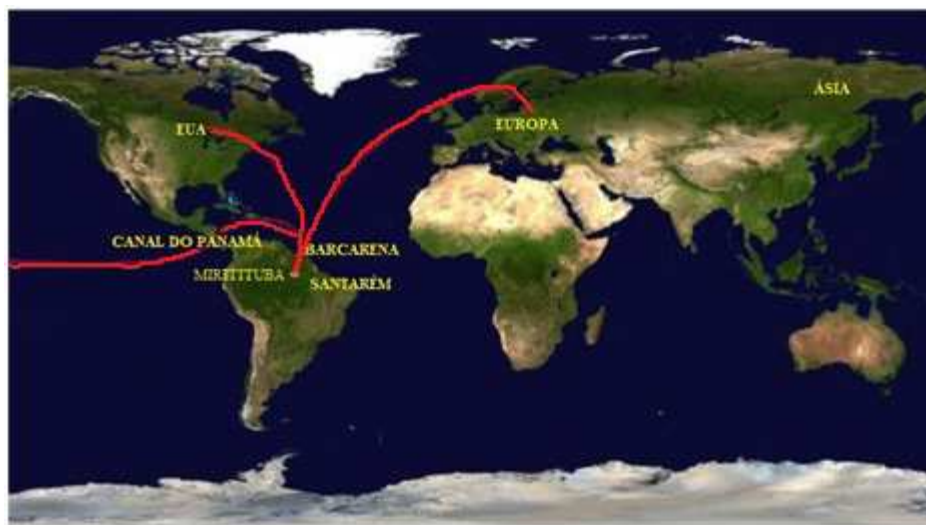 ÁSIA
EUROPA
EUA
CANAL DO PANAMÁ
BARCARENA
MIRITITUBA
SANTARÉM